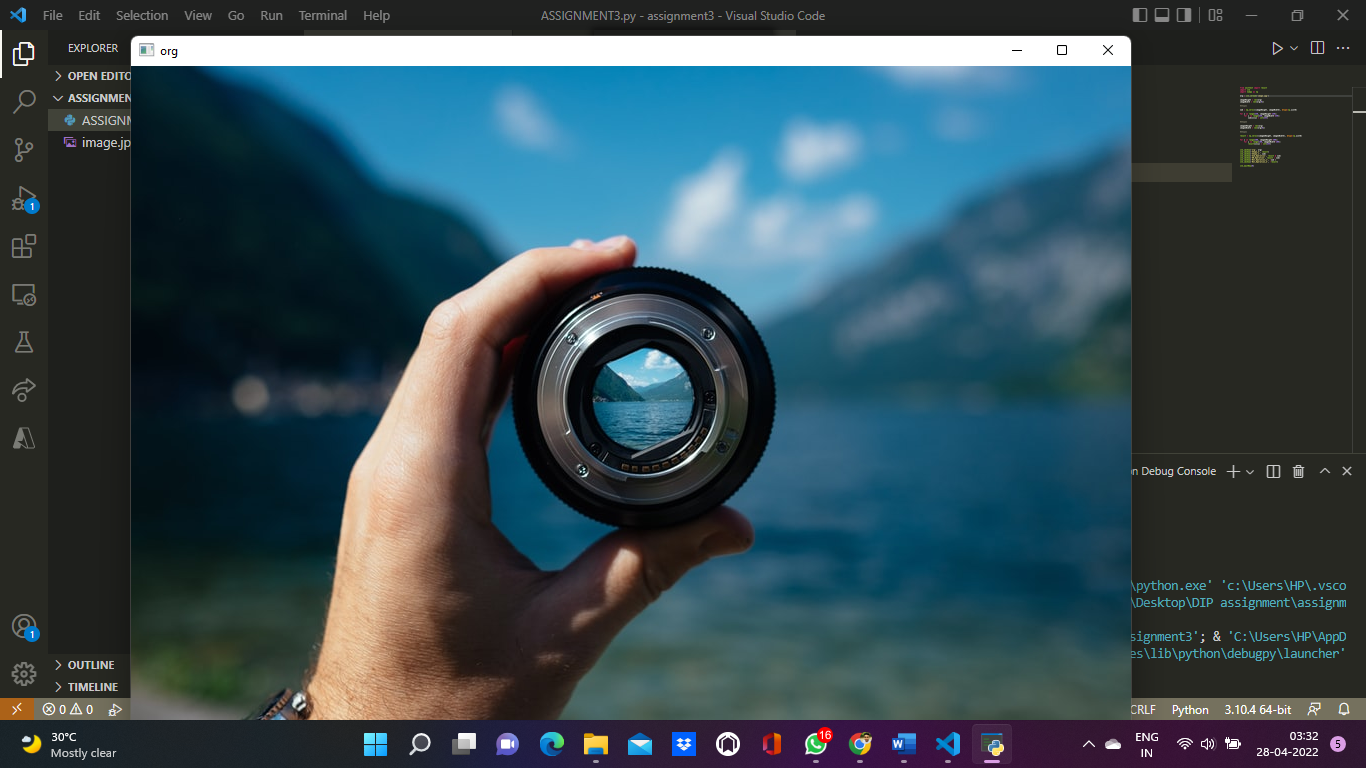 File Edit Selection View Go Run Terminal Help
ASSIGNMENT3.py - assignment3 - Visual Studio Code
EXPLORER
org
OPEN EDITO
ASSIGNMEN
ASSIGNM
image.jp
1
n Debug Console
\python.exe' 'c:\Users\HP\.vsco
\Desktop\DIP assignment\assignm
signment3'; & 'C:\Users\HP\AppD
es\lib\python\debugpy\launcher'
1
OUTLINE
TIMELINE
0 0
CRLF Python 3.10.4 64-bit
30°C
Mostly clear
16
ENG
IN
03:32
28-04-2022
5